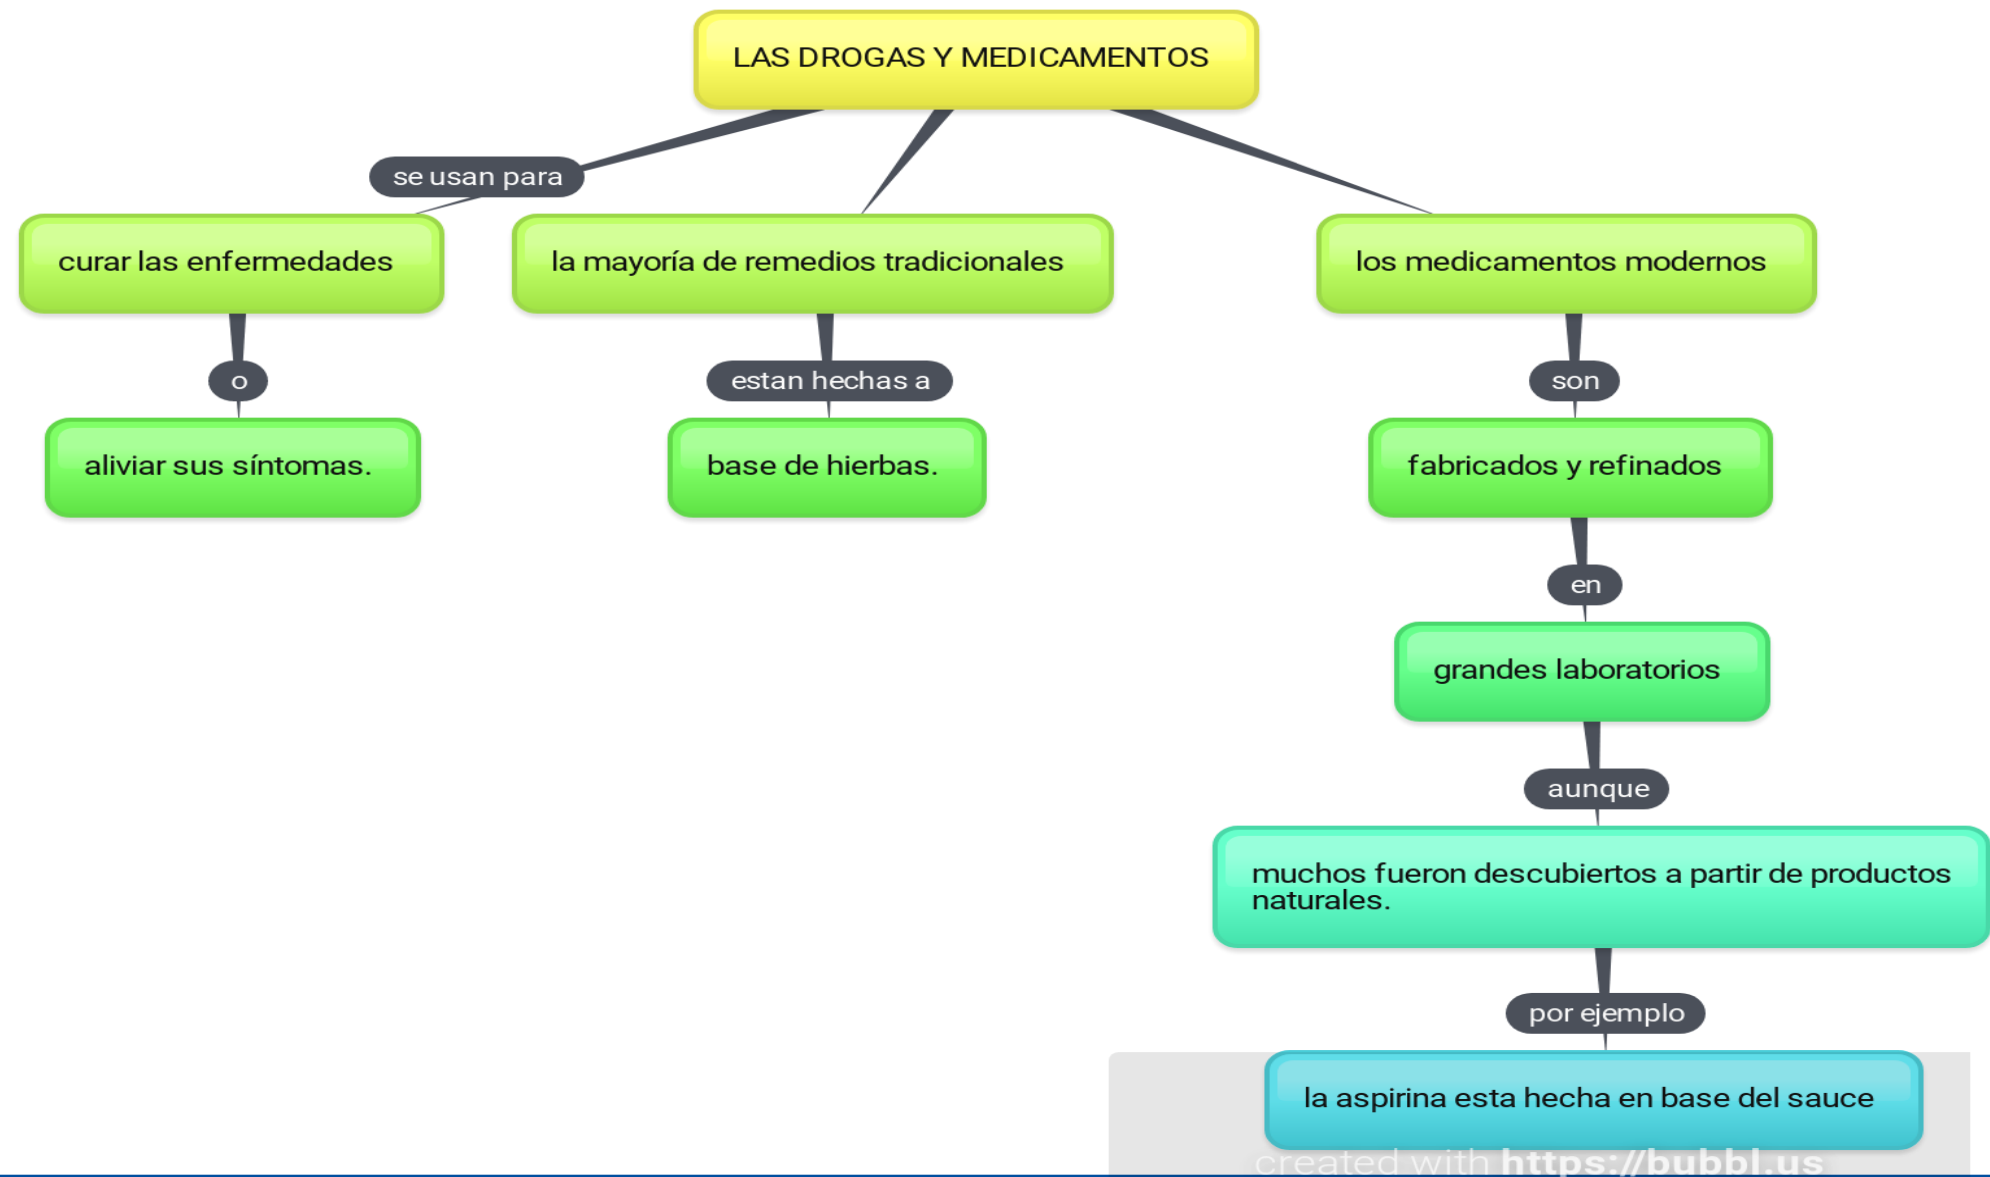 LAS DROGAS Y MEDICAMENTOS
se usan para
curar las enfermedades
la mayoría de remedios tradicionales
los medicamentos modernos
o
estan hechas a
son
aliviar sus síntomas.
base de hierbas.
fabricados y refinados
en
grandes laboratorios
aunque
muchos fueron descubiertos a partir de productos
naturales.
por ejemplo
la aspirina esta hecha en base del sauce
created with https://bubbl.us